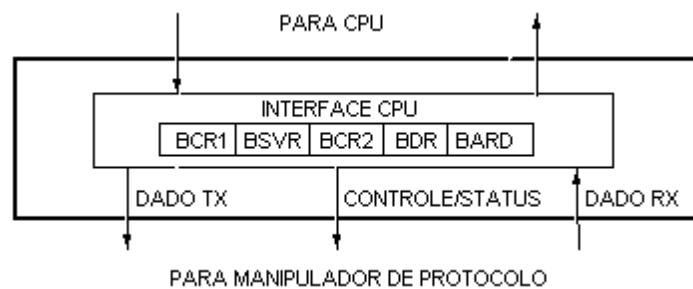 PARA CPU
INTERFACE CPU
BCR1 BSVR BCR2 BDR BARD
DADO TX CONTROLE/STATUS DADO RX
PARA MANIPULADOR DE PROTOCOLO